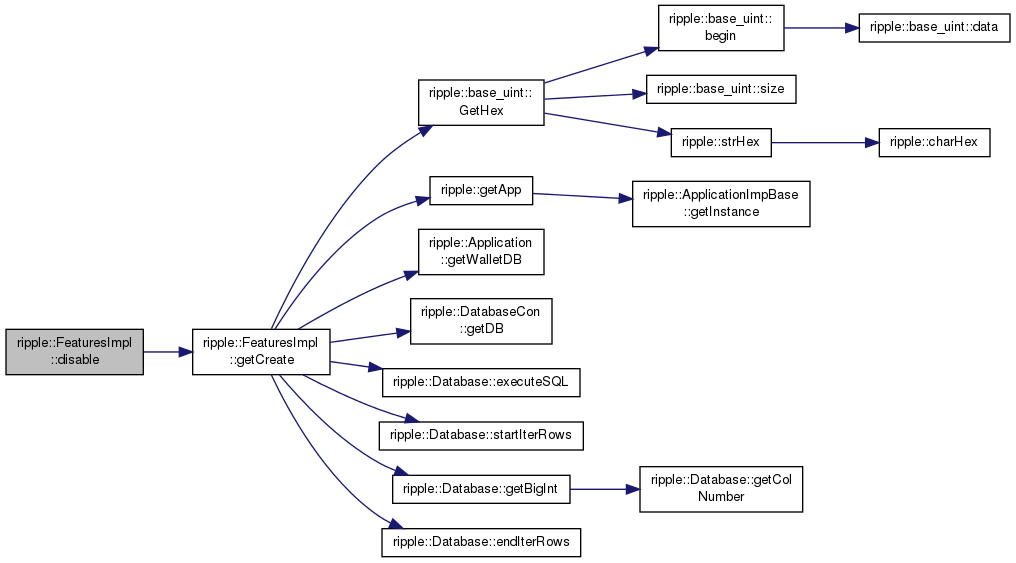 ripple::FeaturesImpl
::disable
ripple::FeaturesImpl
::getCreate
ripple::base_uint::
GetHex
ripple::base_uint::
begin
ripple::base_uint::data
ripple::base_uint::size
ripple::strHex
ripple::charHex
ripple::getApp
ripple::ApplicationImpBase
::getInstance
ripple::Application
::getWalletDB
ripple::DatabaseCon
::getDB
ripple::Database::executeSQL
ripple::Database::startIterRows
ripple::Database::getBigInt
ripple::Database::getCol
Number
ripple::Database::endIterRows